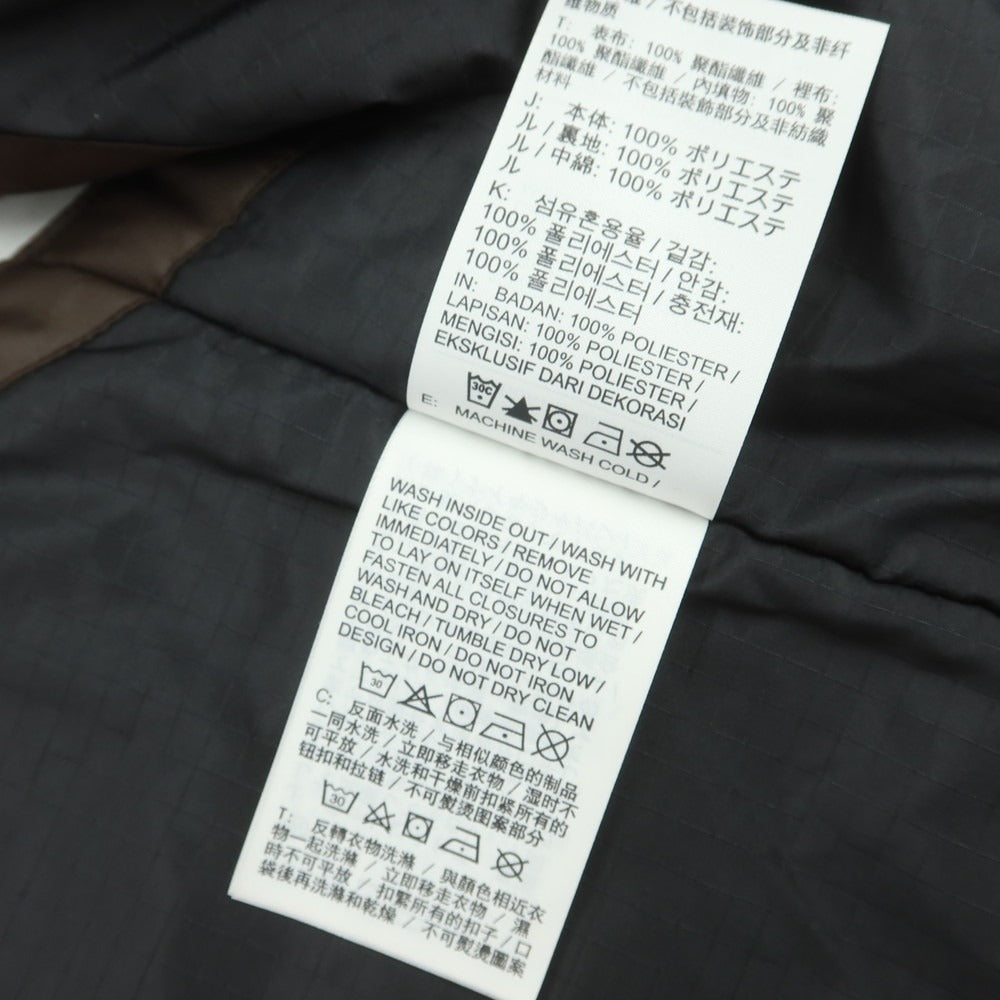 維 / 不包括装饰部分及非纤
維物质
T: 表布: 100% 聚酯纖維 / 裡布:
100% 聚酯纖維 / 內填物: 100% 聚
酯纖維 / 不包括裝飾部分及非紡織
材料
J: 本体: 100% ポリエステ
ル / 裏地: 100% ポリエステ
ル / 中綿: 100% ポリエステ
ル
K: 섬유혼용율 / 겉감:
100% 폴리에스터 / 안감:
100% 폴리에스터 / 충전재:
100% 폴리에스터
IN: BADAN: 100% POLIESTER /
LAPISAN: 100% POLIESTER /
MENGISI: 100% POLIESTER /
EKSKLUSIF DARI DEKORASI
30C
E: MACHINE WASH COLD /
WASH INSIDE OUT / WASH WITH
LIKE COLORS / REMOVE
IMMEDIATELY / DO NOT ALLOW
TO LAY ON ITSELF WHEN WET /
FASTEN ALL CLOSURES TO
WASH AND DRY / DO NOT
BLEACH / TUMBLE DRY LOW /
COOL IRON / DO NOT IRON
DESIGN / DO NOT DRY CLEAN
30
C: 反面水洗 / 与相似颜色的制品
一同水洗 / 立即移走衣物 / 湿时不
可平放 / 水洗和干燥前扣紧所有的
钮扣和拉链 / 不可熨烫图案部分
30
T: 反轉衣物洗滌 / 與顏色相近衣
物一起洗滌 / 立即移走衣物 / 濕
時不可平放 / 扣緊所有的扣子 / 口
袋後再洗滌和乾燥 / 不可熨燙圖案